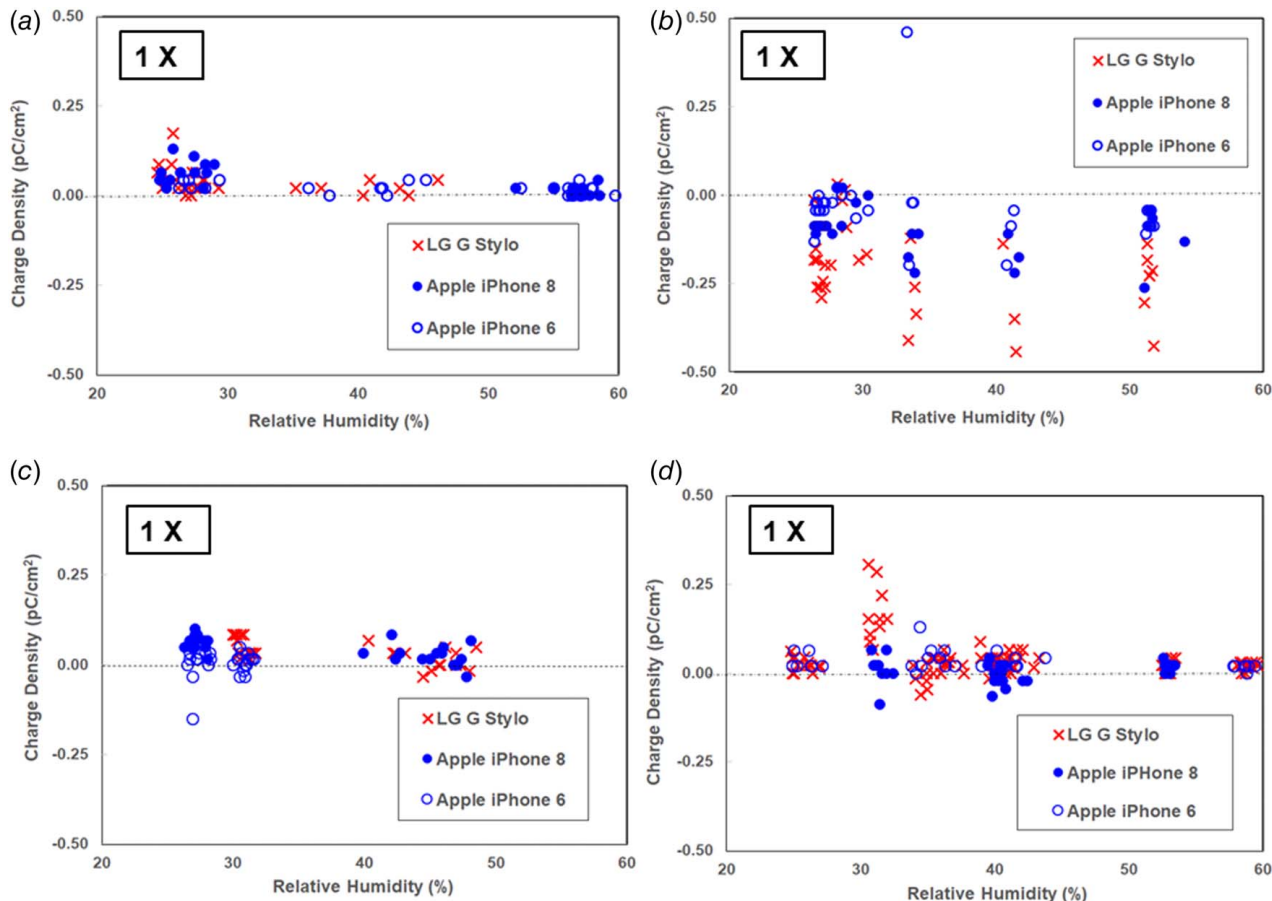 (a)
1 X
0.50
0.25
0.00
-0.25
-0.50
Charge Density (pC/cm²)
LG G Stylo
Apple iPhone 8
Apple iPhone 6
20 30 40 50 60
Relative Humidity (%)
(b)
1 X
0.50
0.25
0.00
-0.25
-0.50
Charge Density (pC/cm²)
LG G Stylo
Apple iPhone 8
Apple iPhone 6
20 30 40 50 60
Relative Humidity (%)
(c)
1 X
0.50
0.25
0.00
-0.25
-0.50
Charge Density (pC/cm²)
LG G Stylo
Apple iPhone 8
Apple iPhone 6
20 30 40 50 60
Relative Humidity (%)
(d)
1 X
0.50
0.25
0.00
-0.25
-0.50
Charge Density (pC/cm²)
LG G Stylo
Apple iPHone 8
Apple iPhone 6
20 30 40 50 60
Relative Humidity (%)